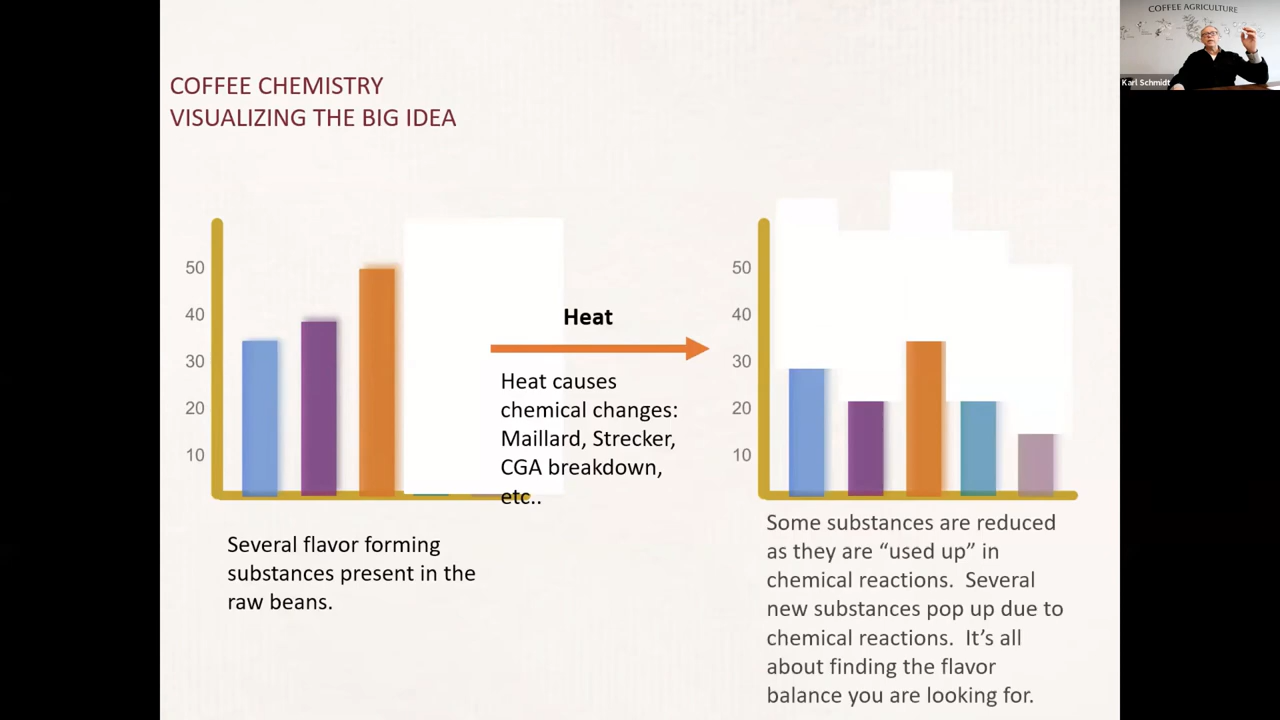 COFFEE AGRICULTURE
Karl Schmidt
COFFEE CHEMISTRY
VISUALIZING THE BIG IDEA
50
40
30
20
10
Several flavor forming
substances present in the
raw beans.
Heat
Heat causes
chemical changes:
Maillard, Strecker,
CGA breakdown,
etc..
50
40
30
20
10
Some substances are reduced
as they are “used up” in
chemical reactions.  Several
new substances pop up due to
chemical reactions.  It’s all
about finding the flavor
balance you are looking for.